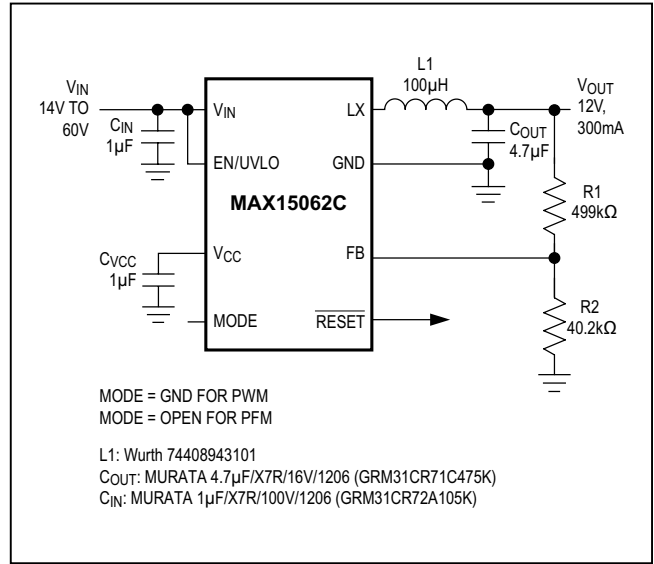 L1
100µH
VIN
14V TO
60V
CIN
1µF
VIN
LX
VOUT
12V,
300mA
COUT
4.7µF
EN/UVLO
GND
R1
499kΩ
MAX15062C
CVCC
1µF
VCC
FB
R2
40.2kΩ
MODE
RESET
MODE = GND FOR PWM
MODE = OPEN FOR PFM
L1: Wurth 74408943101
COUT: MURATA 4.7µF/X7R/16V/1206 (GRM31CR71C475K)
CIN: MURATA 1µF/X7R/100V/1206 (GRM31CR72A105K)